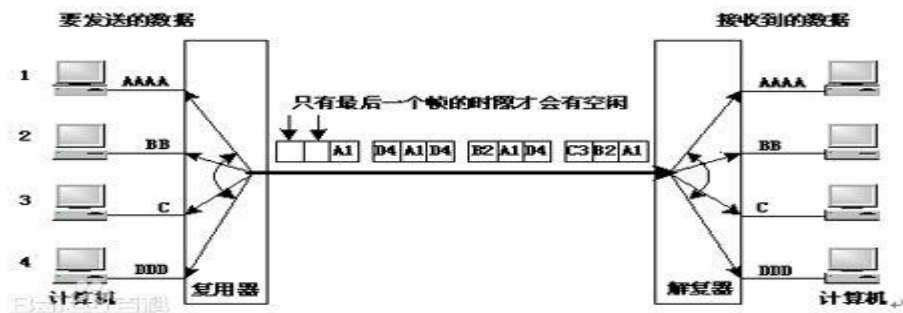 要发送的数据 接收到的数据
1 AAAA AAAA
只有最后一个帧的时隙才会有空闲
2 BB A1 D4 A1 D4 B2 A1 D4 C3 B2 A1 BB
3 C C
4 DDD DDD
计算机 复用器 解复器 计算机